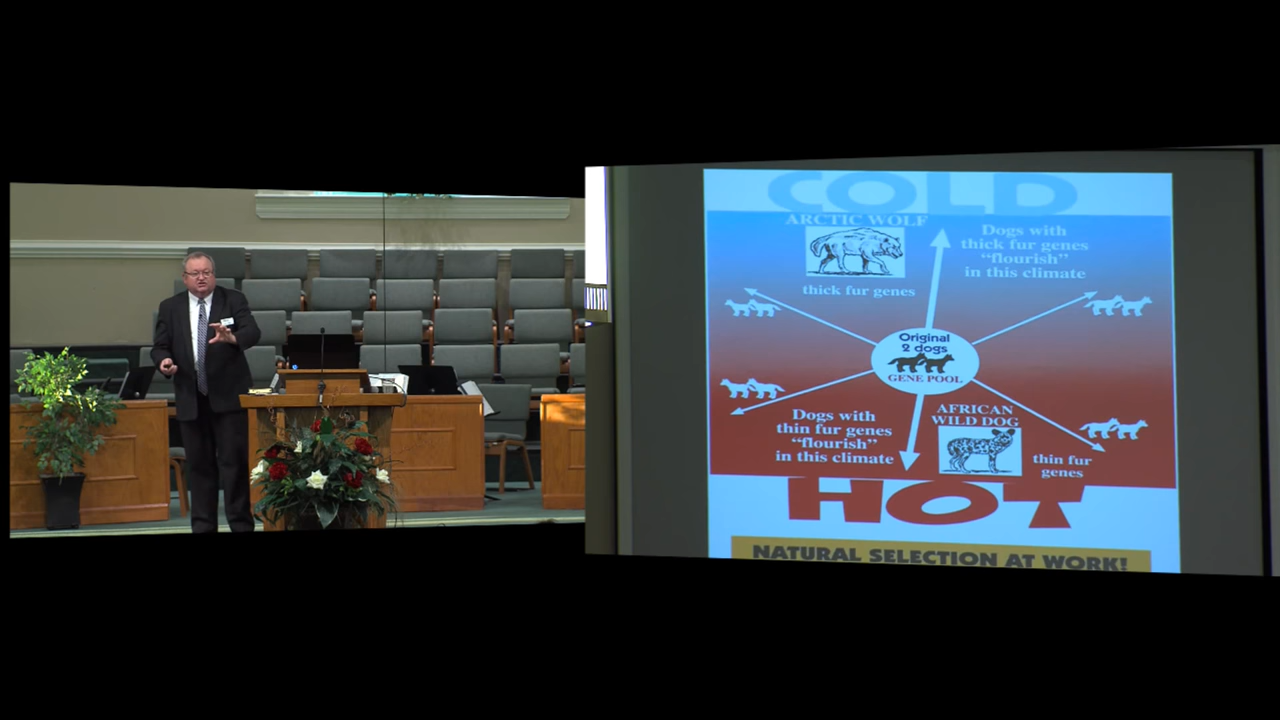 COLD
ARCTIC WOLF
Dogs with
thick fur genes
“flourish”
in this climate
thick fur genes
Original
2 dogs
GENE POOL
Dogs with
thin fur genes
“flourish”
in this climate
AFRICAN
WILD DOG
thin fur
genes
HOT
NATURAL SELECTION AT WORK!